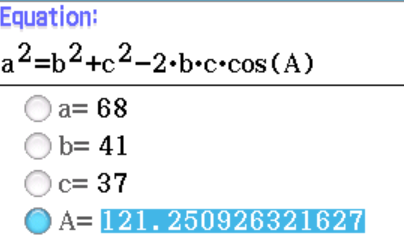 Equation:
a²=b²+c²−2·b·c·cos(A)
a= 68
b= 41
c= 37
A= 121.250926321627